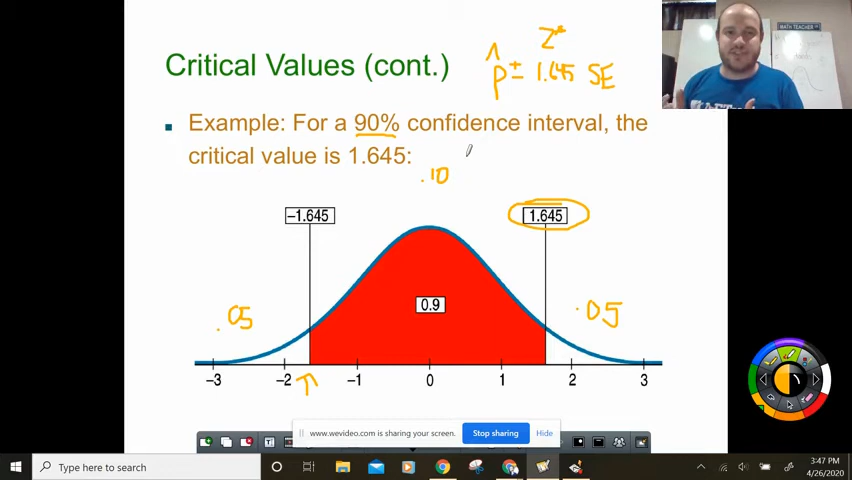 MATH TEACHER
Critical Values (cont.)
z*
p̂ ± 1.645 SE
Example: For a 90% confidence interval, the
critical value is 1.645:
.10
–1.645
1.645
0.9
.05
.05
–3 –2 –1 0 1 2 3
www.wevideo.com is sharing your screen.
Stop sharing
Hide
Type here to search
3:47 PM
4/26/2020